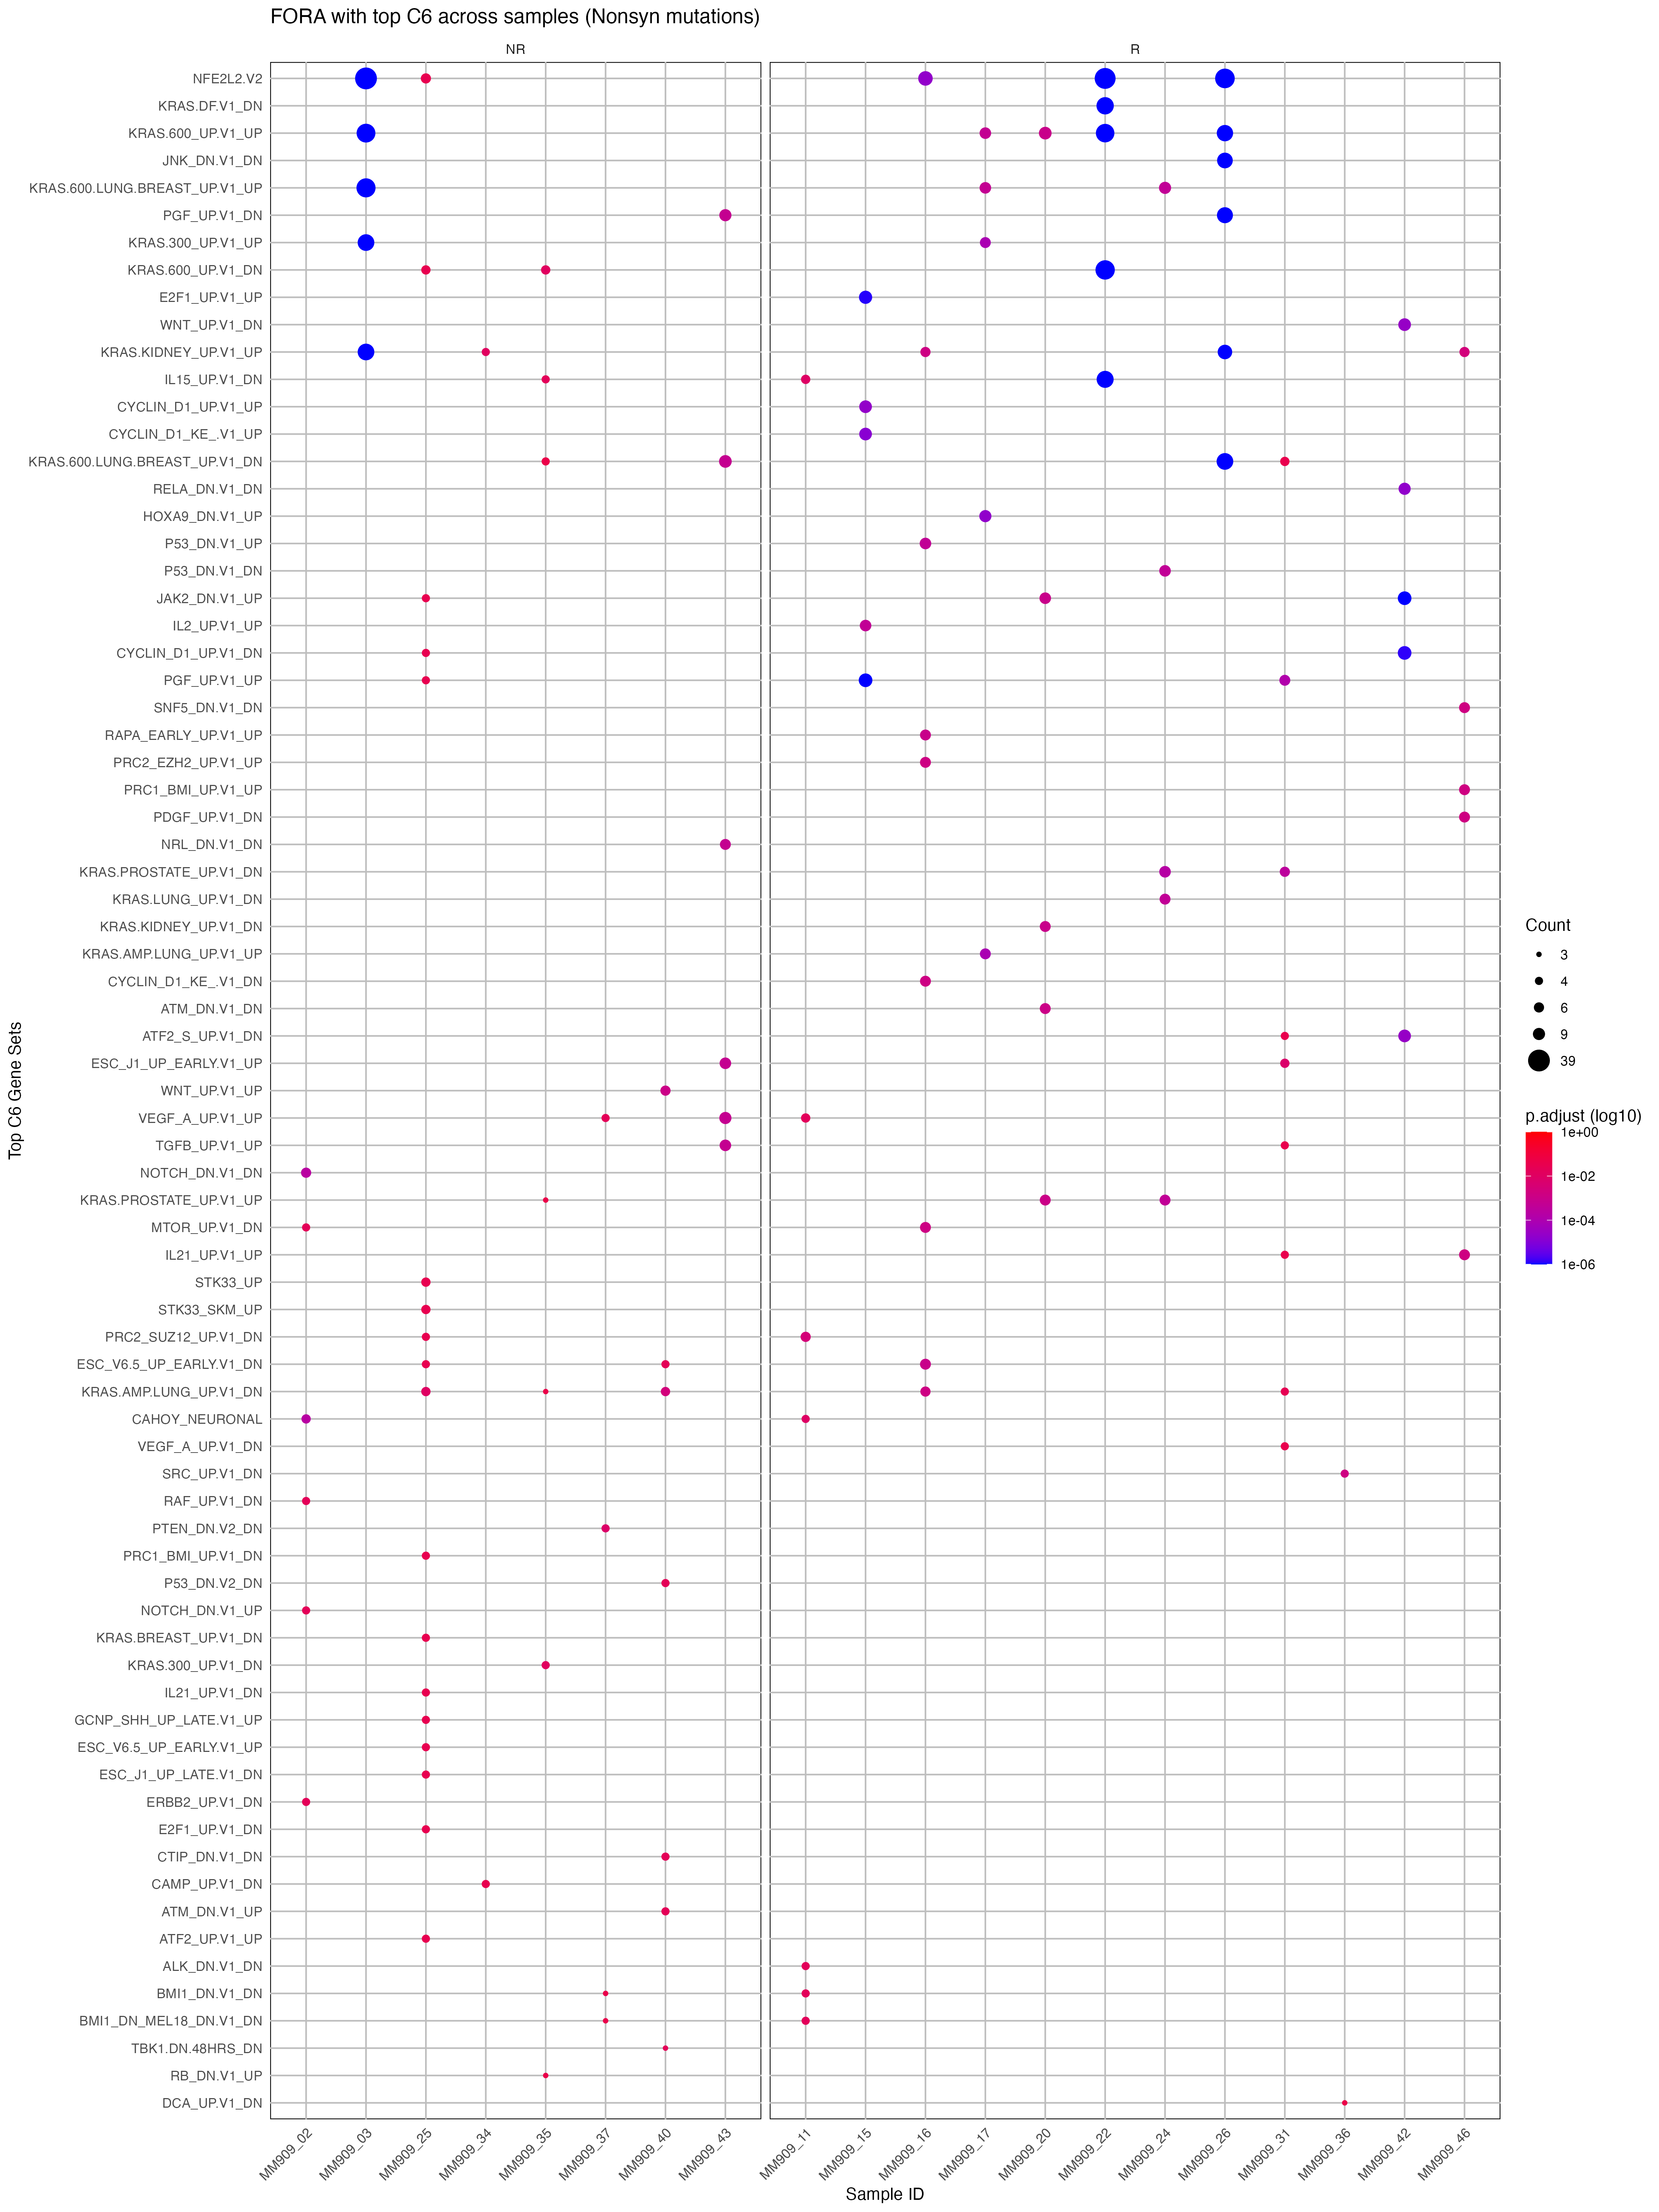 FORA with top C6 across samples (Nonsyn mutations)
NR
R
NFE2L2.V2
KRAS.DF.V1_DN
KRAS.600_UP.V1_UP
JNK_DN.V1_DN
KRAS.600.LUNG.BREAST_UP.V1_UP
PGF_UP.V1_DN
KRAS.300_UP.V1_UP
KRAS.600_UP.V1_DN
E2F1_UP.V1_UP
WNT_UP.V1_DN
KRAS.KIDNEY_UP.V1_UP
IL15_UP.V1_DN
CYCLIN_D1_UP.V1_UP
CYCLIN_D1_KE_.V1_UP
KRAS.600.LUNG.BREAST_UP.V1_DN
RELA_DN.V1_DN
HOXA9_DN.V1_UP
P53_DN.V1_UP
P53_DN.V1_DN
JAK2_DN.V1_UP
IL2_UP.V1_UP
CYCLIN_D1_UP.V1_DN
PGF_UP.V1_UP
SNF5_DN.V1_DN
RAPA_EARLY_UP.V1_UP
PRC2_EZH2_UP.V1_UP
PRC1_BMI_UP.V1_UP
PDGF_UP.V1_DN
NRL_DN.V1_DN
KRAS.PROSTATE_UP.V1_DN
KRAS.LUNG_UP.V1_DN
KRAS.KIDNEY_UP.V1_DN
KRAS.AMP.LUNG_UP.V1_UP
CYCLIN_D1_KE_.V1_DN
ATM_DN.V1_DN
ATF2_S_UP.V1_DN
ESC_J1_UP_EARLY.V1_UP
WNT_UP.V1_UP
VEGF_A_UP.V1_UP
TGFB_UP.V1_UP
NOTCH_DN.V1_DN
KRAS.PROSTATE_UP.V1_UP
MTOR_UP.V1_DN
IL21_UP.V1_UP
STK33_UP
STK33_SKM_UP
PRC2_SUZ12_UP.V1_DN
ESC_V6.5_UP_EARLY.V1_DN
KRAS.AMP.LUNG_UP.V1_DN
CAHOY_NEURONAL
VEGF_A_UP.V1_DN
SRC_UP.V1_DN
RAF_UP.V1_DN
PTEN_DN.V2_DN
PRC1_BMI_UP.V1_DN
P53_DN.V2_DN
NOTCH_DN.V1_UP
KRAS.BREAST_UP.V1_DN
KRAS.300_UP.V1_DN
IL21_UP.V1_DN
GCNP_SHH_UP_LATE.V1_UP
ESC_V6.5_UP_EARLY.V1_UP
ESC_J1_UP_LATE.V1_DN
ERBB2_UP.V1_DN
E2F1_UP.V1_DN
CTIP_DN.V1_DN
CAMP_UP.V1_DN
ATM_DN.V1_UP
ATF2_UP.V1_UP
ALK_DN.V1_DN
BMI1_DN.V1_DN
BMI1_DN_MEL18_DN.V1_DN
TBK1.DN.48HRS_DN
RB_DN.V1_UP
DCA_UP.V1_DN
Top C6 Gene Sets
MM909_02
MM909_03
MM909_25
MM909_34
MM909_35
MM909_37
MM909_40
MM909_43
MM909_11
MM909_15
MM909_16
MM909_17
MM909_20
MM909_22
MM909_24
MM909_26
MM909_31
MM909_36
MM909_42
MM909_46
Sample ID
Count
3
4
6
9
39
p.adjust (log10)
1e+00
1e-02
1e-04
1e-06